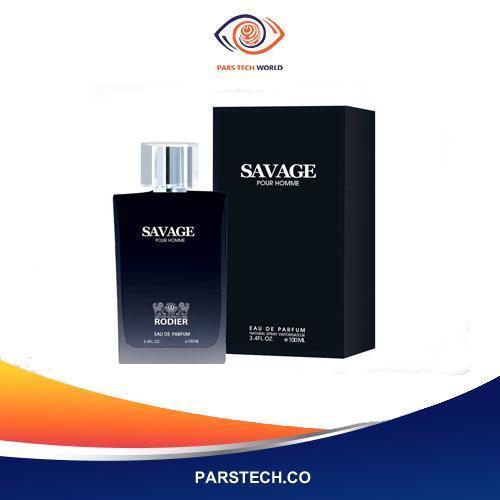 PARS TECH WORLD
SAVAGE
POUR HOMME
SAVAGE
POUR HOMME
RODIER
EAU DE PARFUM
3.4FL.OZ. e100ML
EAU DE PARFUM
NATURAL SPRAY VAPORISATEUR
3.4FL.OZ. e100ML
PARSTECH.CO